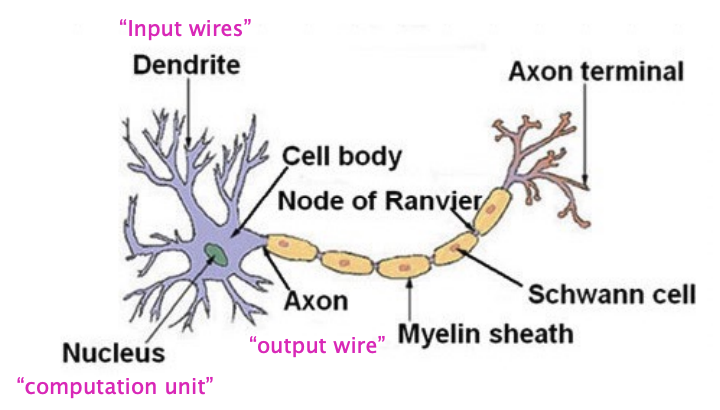 “Input wires”
Dendrite
Axon terminal
Cell body
Node of Ranvier
Axon
Schwann cell
“output wire”
Myelin sheath
Nucleus
“computation unit”